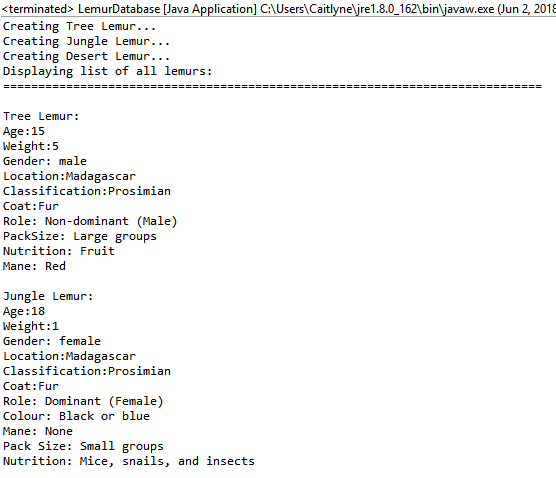 <terminated> LemurDatabase [Java Application] C:\Users\Caitlyne\jre1.8.0_162\bin\javaw.exe (Jun 2, 2018
Creating Tree Lemur...
Creating Jungle Lemur...
Creating Desert Lemur...
Displaying list of all lemurs:
=============================================================================
Tree Lemur:
Age:15
Weight:5
Gender: male
Location:Madagascar
Classification:Prosimian
Coat:Fur
Role: Non-dominant (Male)
PackSize: Large groups
Nutrition: Fruit
Mane: Red
Jungle Lemur:
Age:18
Weight:1
Gender: female
Location:Madagascar
Classification:Prosimian
Coat:Fur
Role: Dominant (Female)
Colour: Black or blue
Mane: None
Pack Size: Small groups
Nutrition: Mice, snails, and insects